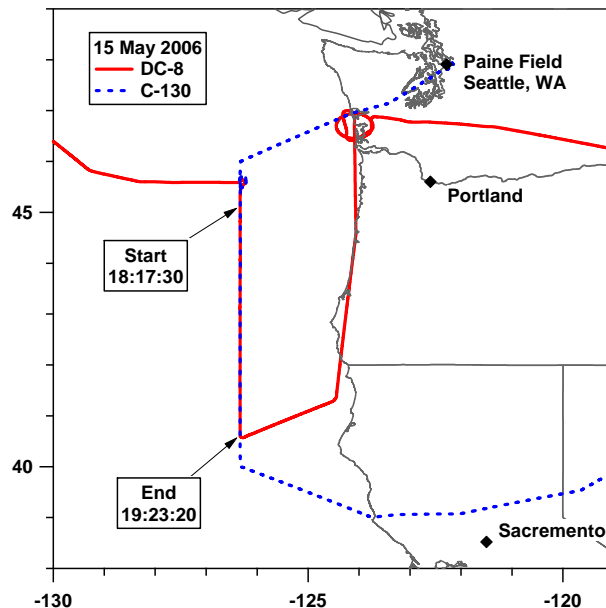 15 May 2006
DC-8
C-130
Paine Field
Seattle, WA
Portland
45
Start
18:17:30
40
End
19:23:20
Sacramento
-130
-125
-120